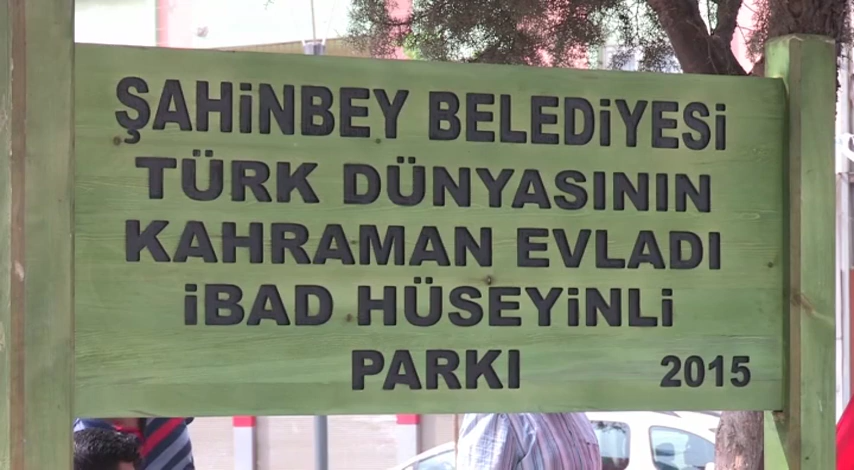 ŞAHİNBEY BELEDİYESİ
TÜRK DÜNYASININ
KAHRAMAN EVLADI
İBAD HÜSEYİNLİ
PARKI 2015